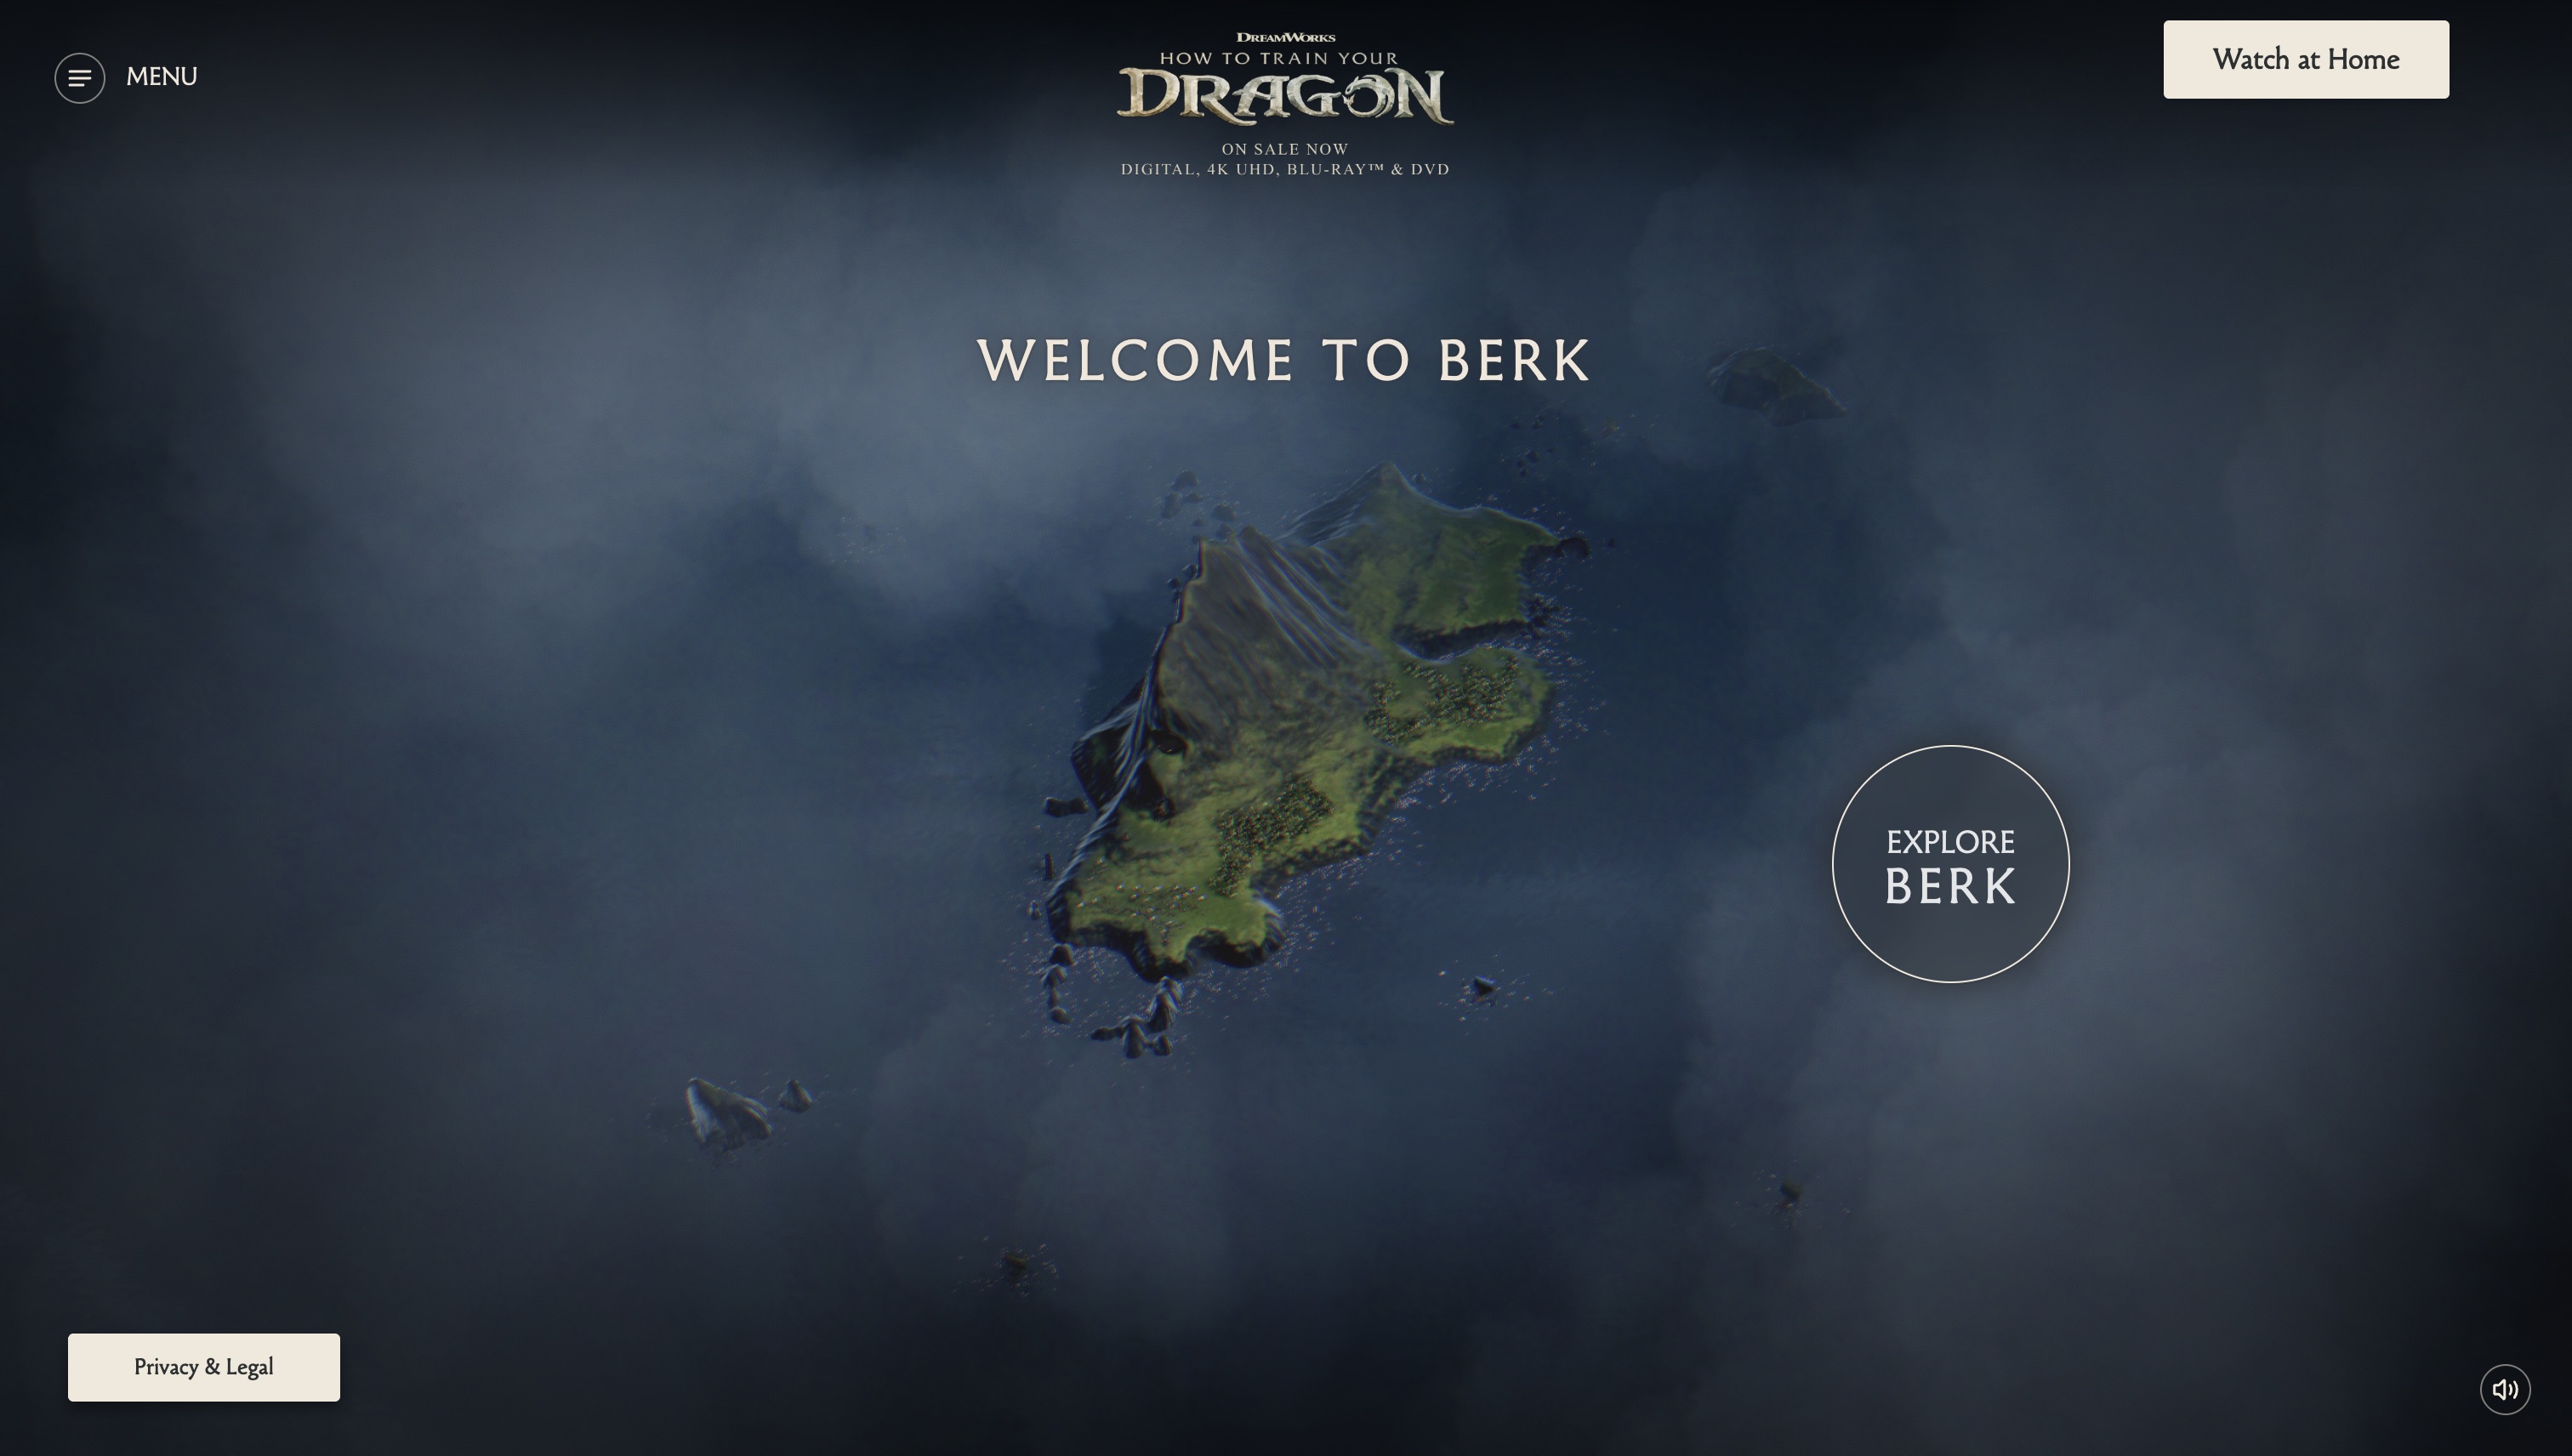 MENU
DREAMWORKS
HOW TO TRAIN YOUR
DRAGON
ON SALE NOW
DIGITAL, 4K UHD, BLU-RAY™ & DVD
Watch at Home
WELCOME TO BERK
EXPLORE
BERK
Privacy & Legal